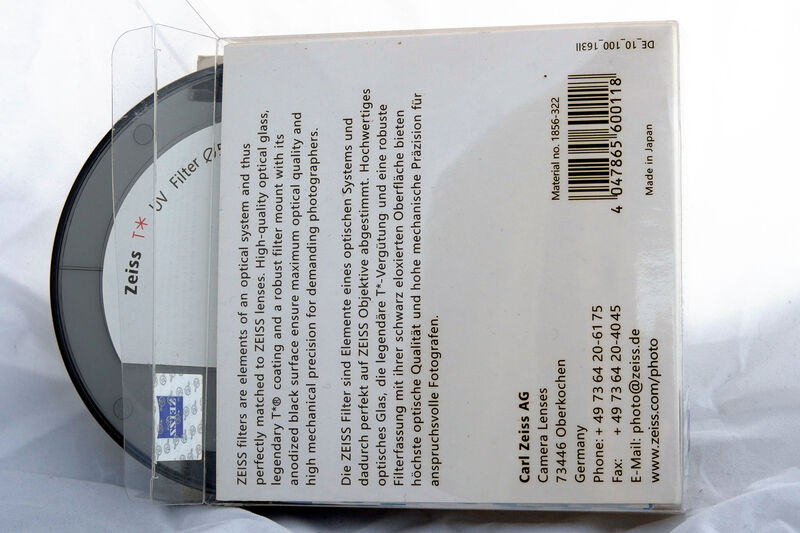 ZEISS filters are elements of an optical system and thus
perfectly matched to ZEISS lenses. High-quality optical glass,
legendary T*® coating and a robust filter mount with its
anodized black surface ensure maximum optical quality and
high mechanical precision for demanding photographers.
Die ZEISS Filter sind Elemente eines optischen Systems und
dadurch perfekt auf ZEISS Objektive abgestimmt. Hochwertiges
optisches Glas, die legendäre T*-Vergütung und eine robuste
Filterfassung mit ihrer schwarz eloxierten Oberfläche bieten
höchste optische Qualität und hohe mechanische Präzision für
anspruchsvolle Fotografen.
Carl Zeiss AG
Camera Lenses
73446 Oberkochen
Germany
Phone: + 49 73 64 20-61 75
Fax: + 49 73 64 20-40 45
E-Mail: photo@zeiss.de
www.zeiss.com/photo
Material no. 1856-322
4 047865 600118
Made in Japan
DE_10_100_163II
Zeiss T*
UV Filter
ZEISS